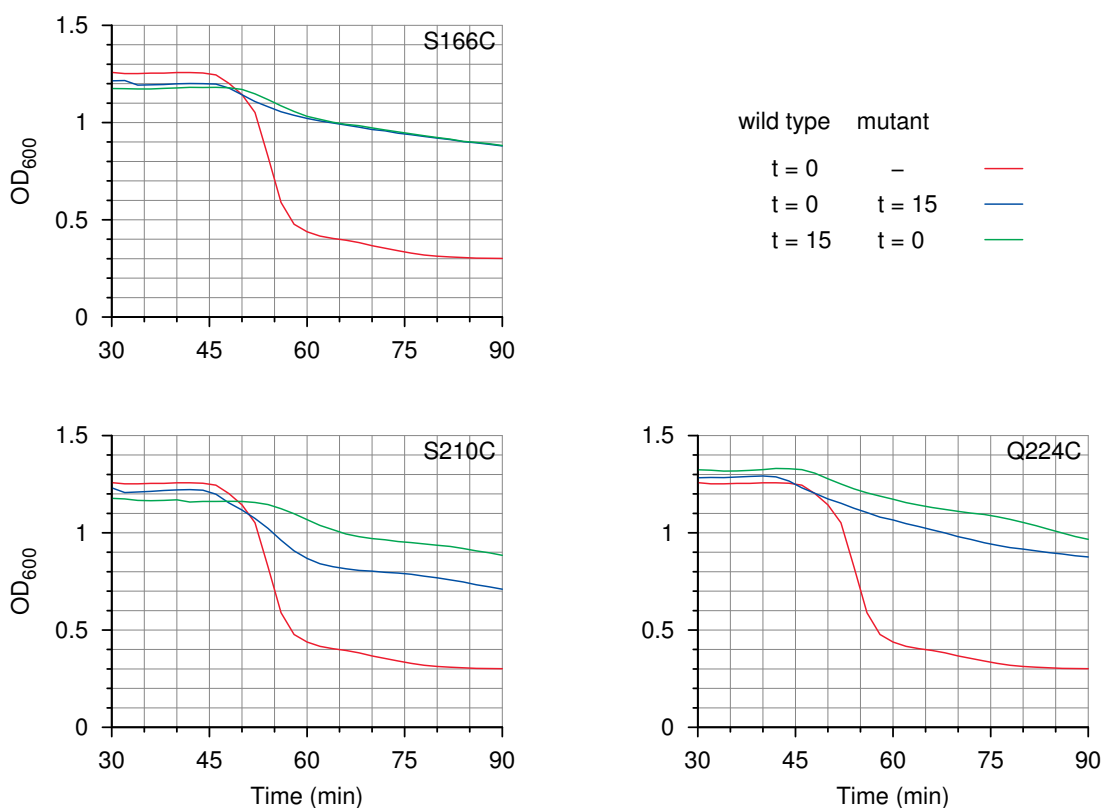 1.5
S166C
1
0.5
0
OD600
30 45 60 75 90
wild type mutant
t = 0 –
t = 0 t = 15
t = 15 t = 0
1.5
S210C
1
0.5
0
OD600
30 45 60 75 90
Time (min)
1.5
Q224C
1
0.5
0
30 45 60 75 90
Time (min)